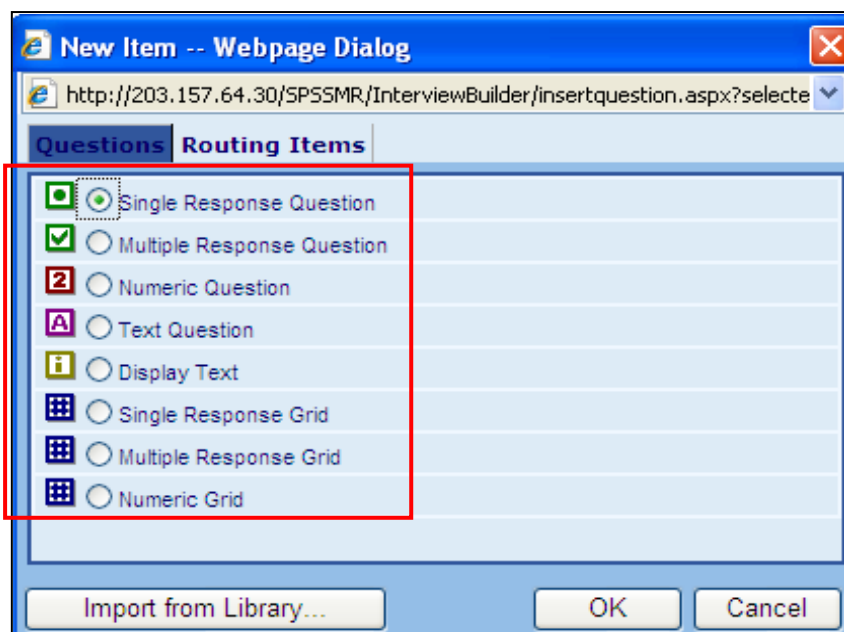 New Item -- Webpage Dialog
http://203.157.64.30/SPSSMR/InterviewBuilder/insertquestion.aspx?selecte
Questions Routing Items
Single Response Question
Multiple Response Question
2 Numeric Question
A Text Question
i Display Text
Single Response Grid
Multiple Response Grid
Numeric Grid
Import from Library... OK Cancel